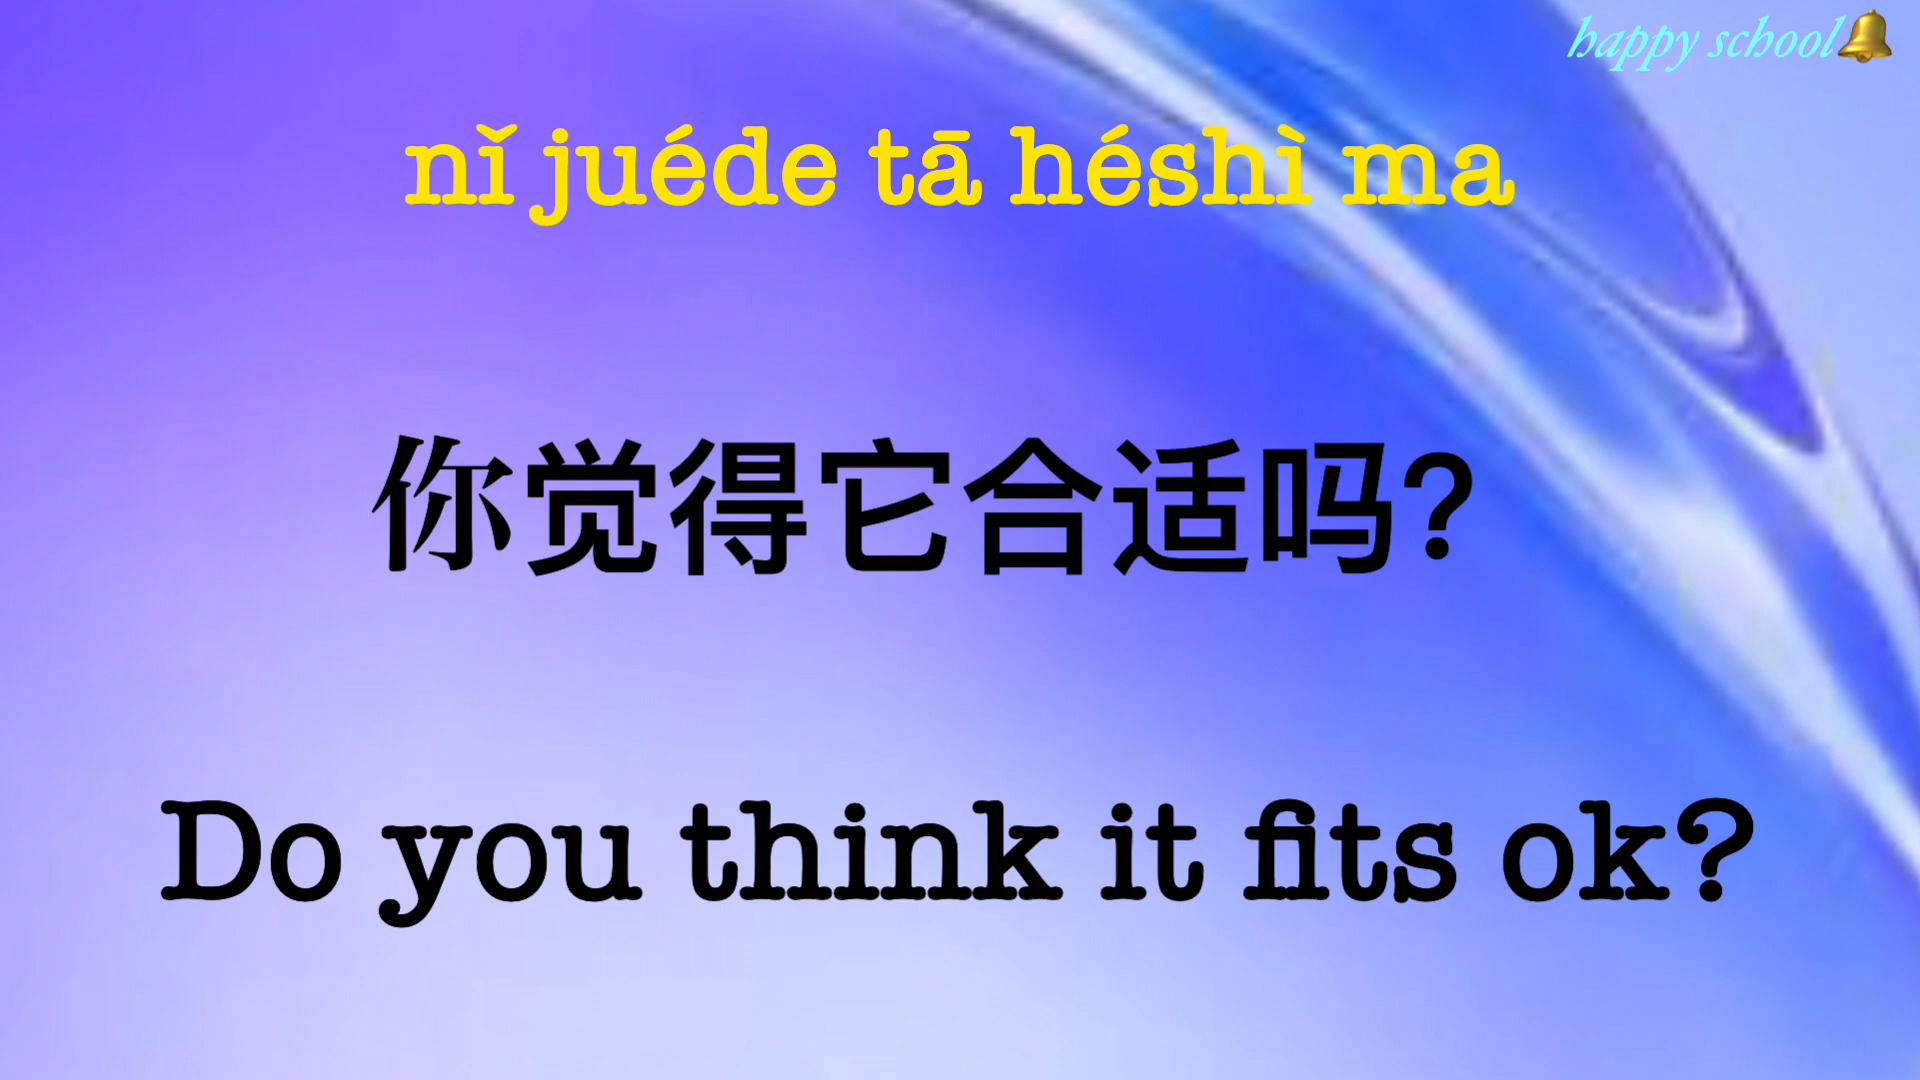 happy school🔔
nǐ juéde tā héshì ma
你觉得它合适吗？
Do you think it fits ok?